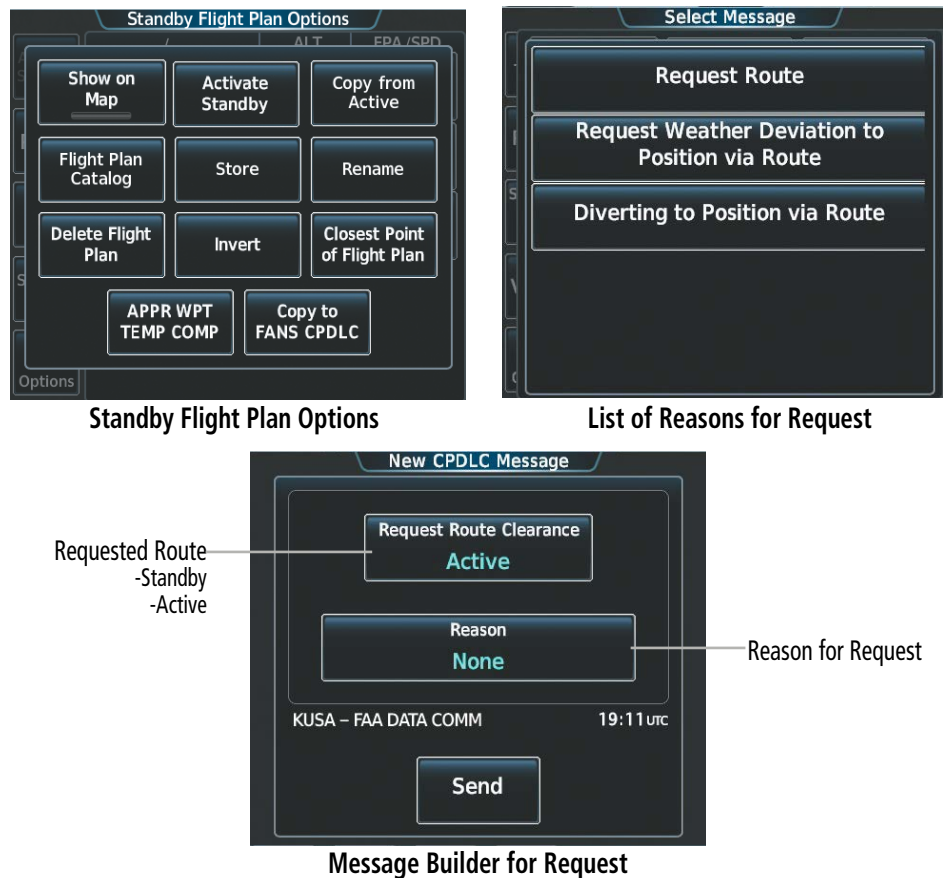 Standby Flight Plan Options
ALT
FPA/SPD
Show on
Map
Activate
Standby
Copy from
Active
Flight Plan
Catalog
Store
Rename
Delete Flight
Plan
Invert
Closest Point
of Flight Plan
APPR WPT
TEMP COMP
Copy to
FANS CPDLC
Options
Standby Flight Plan Options
Select Message
Request Route
Request Weather Deviation to
Position via Route
Diverting to Position via Route
List of Reasons for Request
New CPDLC Message
Request Route Clearance
Active
Requested Route
-Standby
-Active
Reason
None
Reason for Request
KUSA – FAA DATA COMM
19:11 UTC
Send
Message Builder for Request